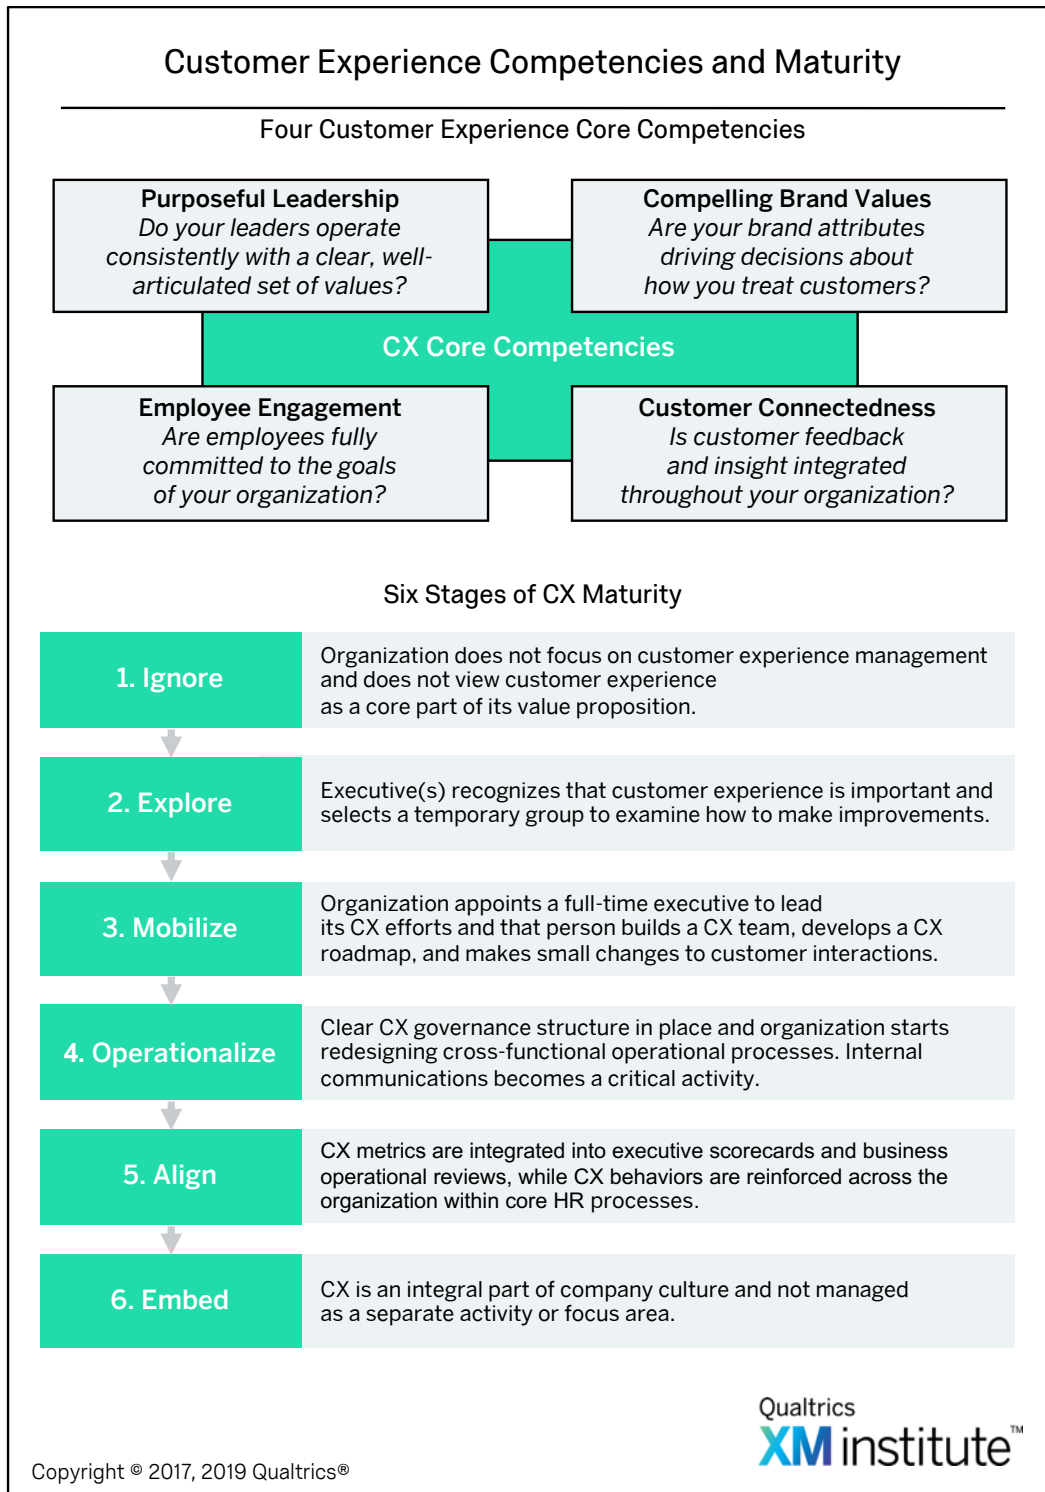 Customer Experience Competencies and Maturity
Four Customer Experience Core Competencies
Purposeful Leadership
Do your leaders operate
consistently with a clear, well-
articulated set of values?
Compelling Brand Values
Are your brand attributes
driving decisions about
how you treat customers?
CX Core Competencies
Employee Engagement
Are employees fully
committed to the goals
of your organization?
Customer Connectedness
Is customer feedback
and insight integrated
throughout your organization?
Six Stages of CX Maturity
1. Ignore
Organization does not focus on customer experience management
and does not view customer experience
as a core part of its value proposition.
2. Explore
Executive(s) recognizes that customer experience is important and
selects a temporary group to examine how to make improvements.
3. Mobilize
Organization appoints a full-time executive to lead
its CX efforts and that person builds a CX team, develops a CX
roadmap, and makes small changes to customer interactions.
4. Operationalize
Clear CX governance structure in place and organization starts
redesigning cross-functional operational processes. Internal
communications becomes a critical activity.
5. Align
CX metrics are integrated into executive scorecards and business
operational reviews, while CX behaviors are reinforced across the
organization within core HR processes.
6. Embed
CX is an integral part of company culture and not managed
as a separate activity or focus area.
Qualtrics
XM institute™
Copyright © 2017, 2019 Qualtrics®